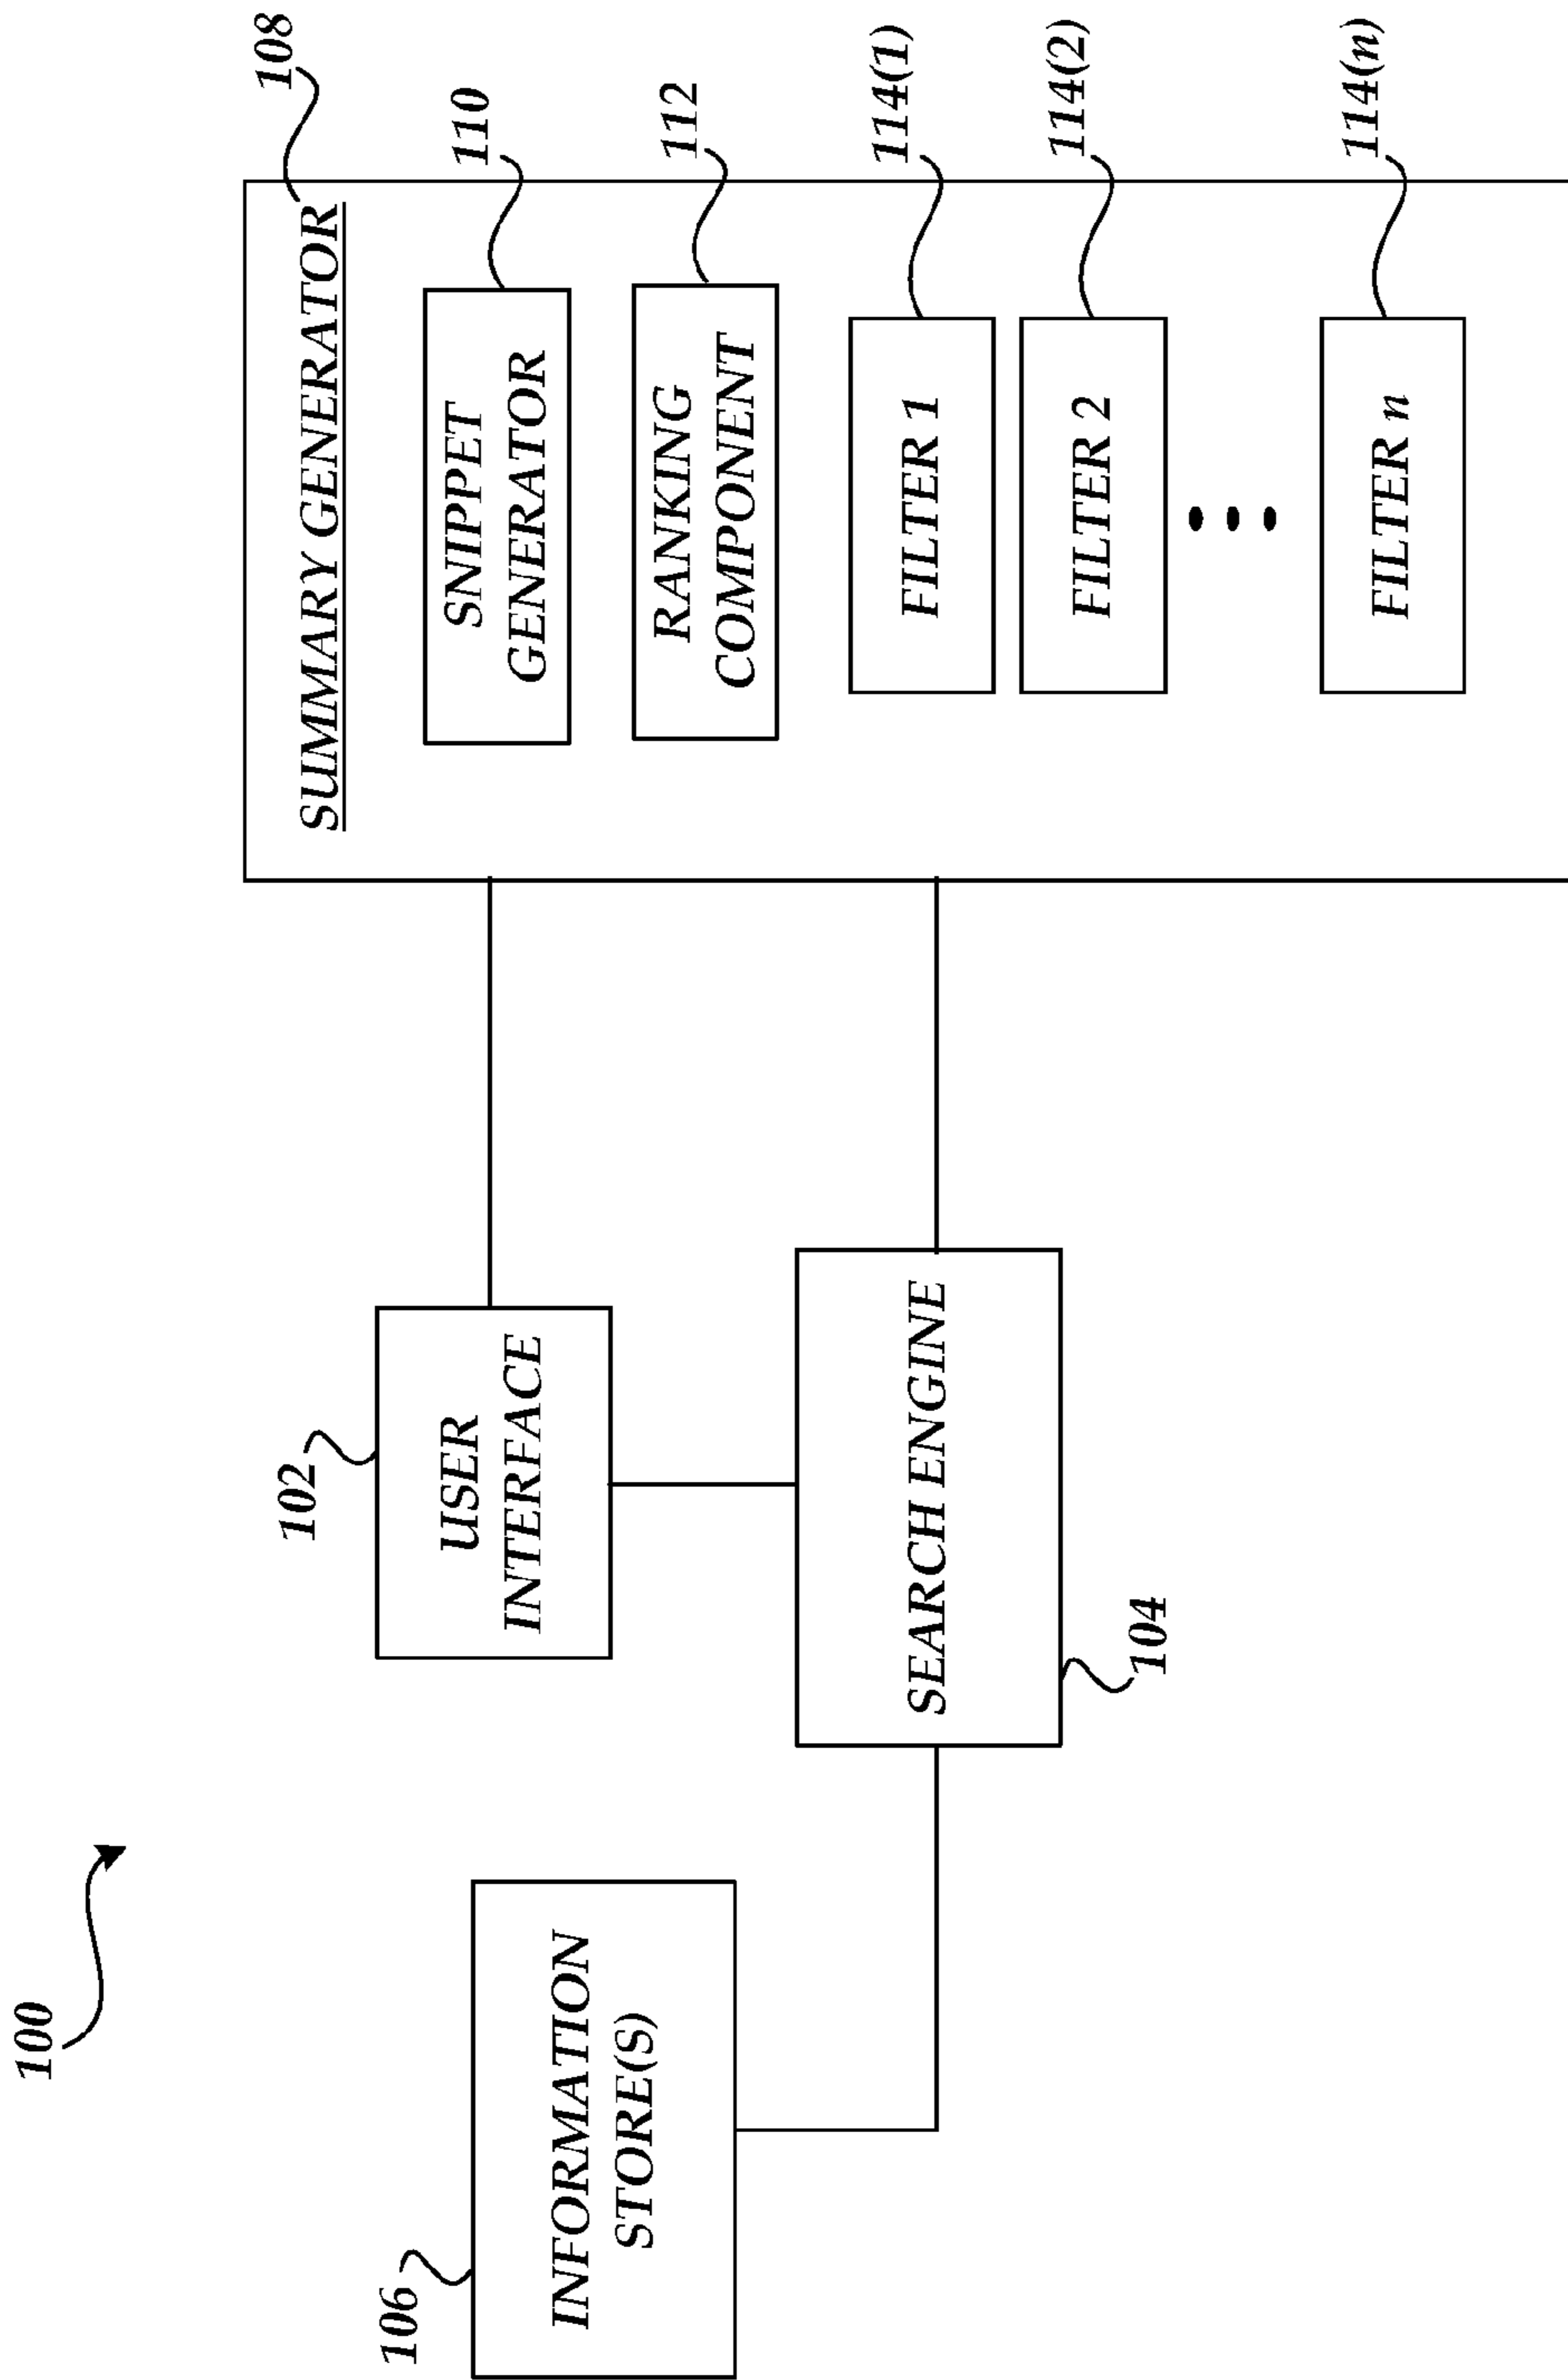 100
106
INFORMATION
STORE(S)
102
USER
INTERFACE
SEARCH ENGINE
104
108
SUMMARY GENERATOR
110
SNIPPET
GENERATOR
112
RANKING
COMPONENT
114(1)
FILTER 1
114(2)
FILTER 2
114(n)
FILTER n